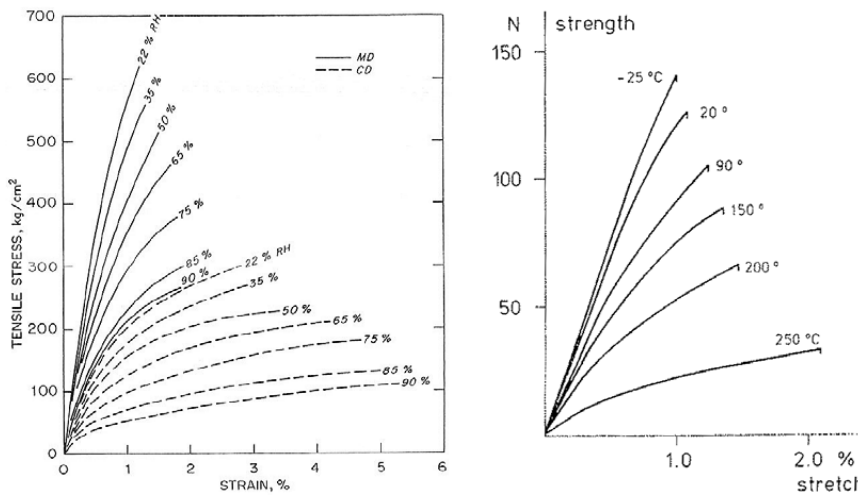 TENSILE STRESS, kg/cm²
700
600
500
400
300
200
100
0
22 % RH
35 %
50 %
65 %
75 %
85 %
90 %
MD
CD
22 % RH
35 %
50 %
65 %
75 %
85 %
90 %
0 1 2 3 4 5 6
STRAIN, %
N strength
150
100
50
-25 °C
20 °
90 °
150 °
200 °
250 °C
1.0 2.0 %
stretch